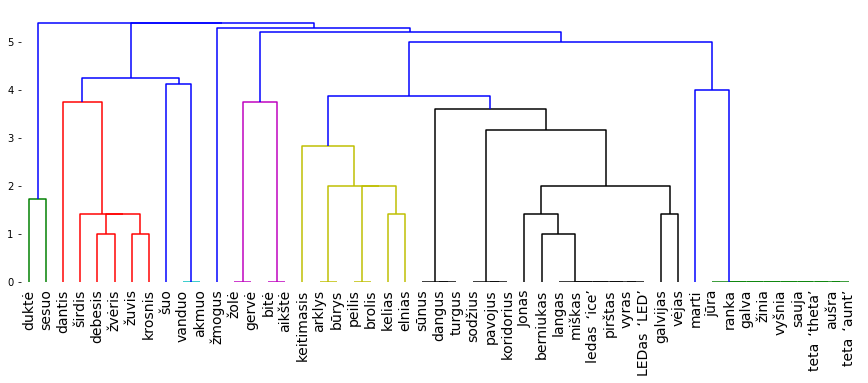 5
4
3
2
1
0
duktė
sesuo
dantis
širdis
debesis
žvėris
žuvis
krosnis
šuo
vanduo
akmuo
žmogus
žolė
gervė
bitė
aikštė
keitimasis
arklys
būrys
peilis
brolis
kelias
elnias
sūnus
dangus
turgus
sodžius
pavojus
koridorius
jonas
berniukas
langas
miškas
ledas ‘ice’
pirštas
vyras
LEDas ‘LED’
galvijas
vėjas
marti
jūra
ranka
galva
žinia
vyšnia
sauja
teta ‘theta’
aušra
teta ‘aunt’